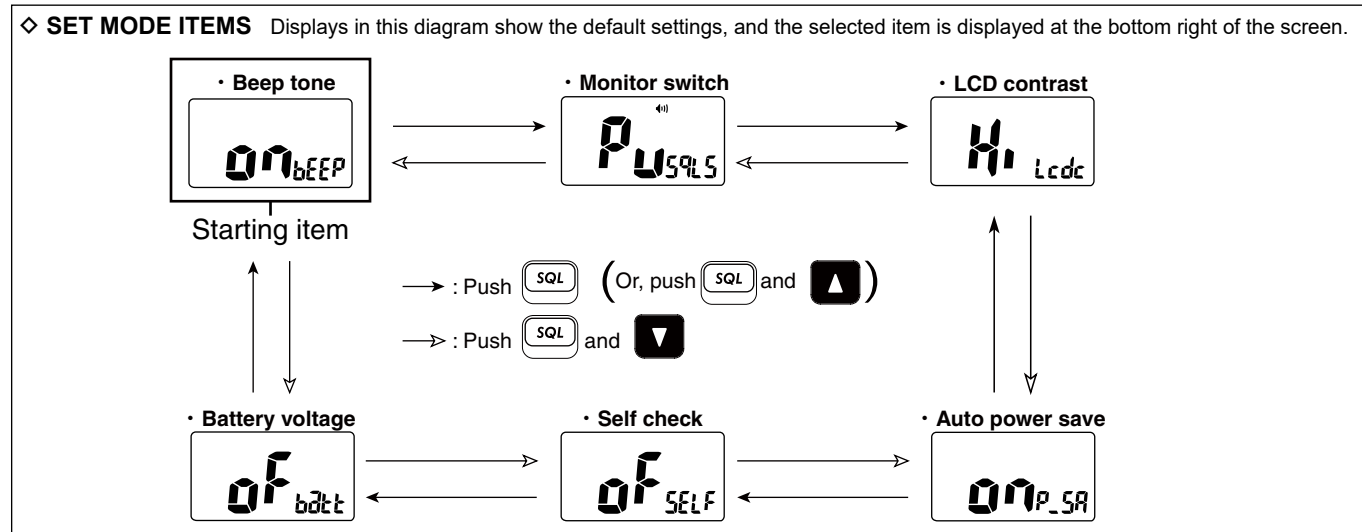 ◇ SET MODE ITEMS Displays in this diagram show the default settings, and the selected item is displayed at the bottom right of the screen.
・Beep tone
on bEEP
Starting item
・Monitor switch
Pu SqLS
・LCD contrast
Hi Lcdc
: Push SQL (Or, push SQL and ▲)
: Push SQL and ▼
・Battery voltage
oF batt
・Self check
oF SELF
・Auto power save
on P_SA